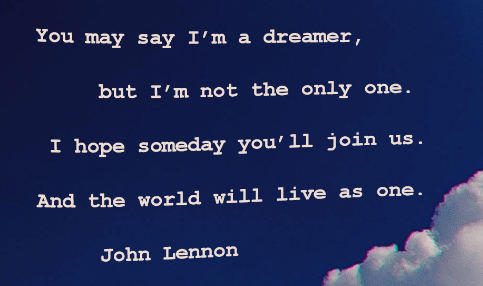 You may say I'm a dreamer,
but I'm not the only one.
I hope someday you'll join us.
And the world will live as one.
John Lennon